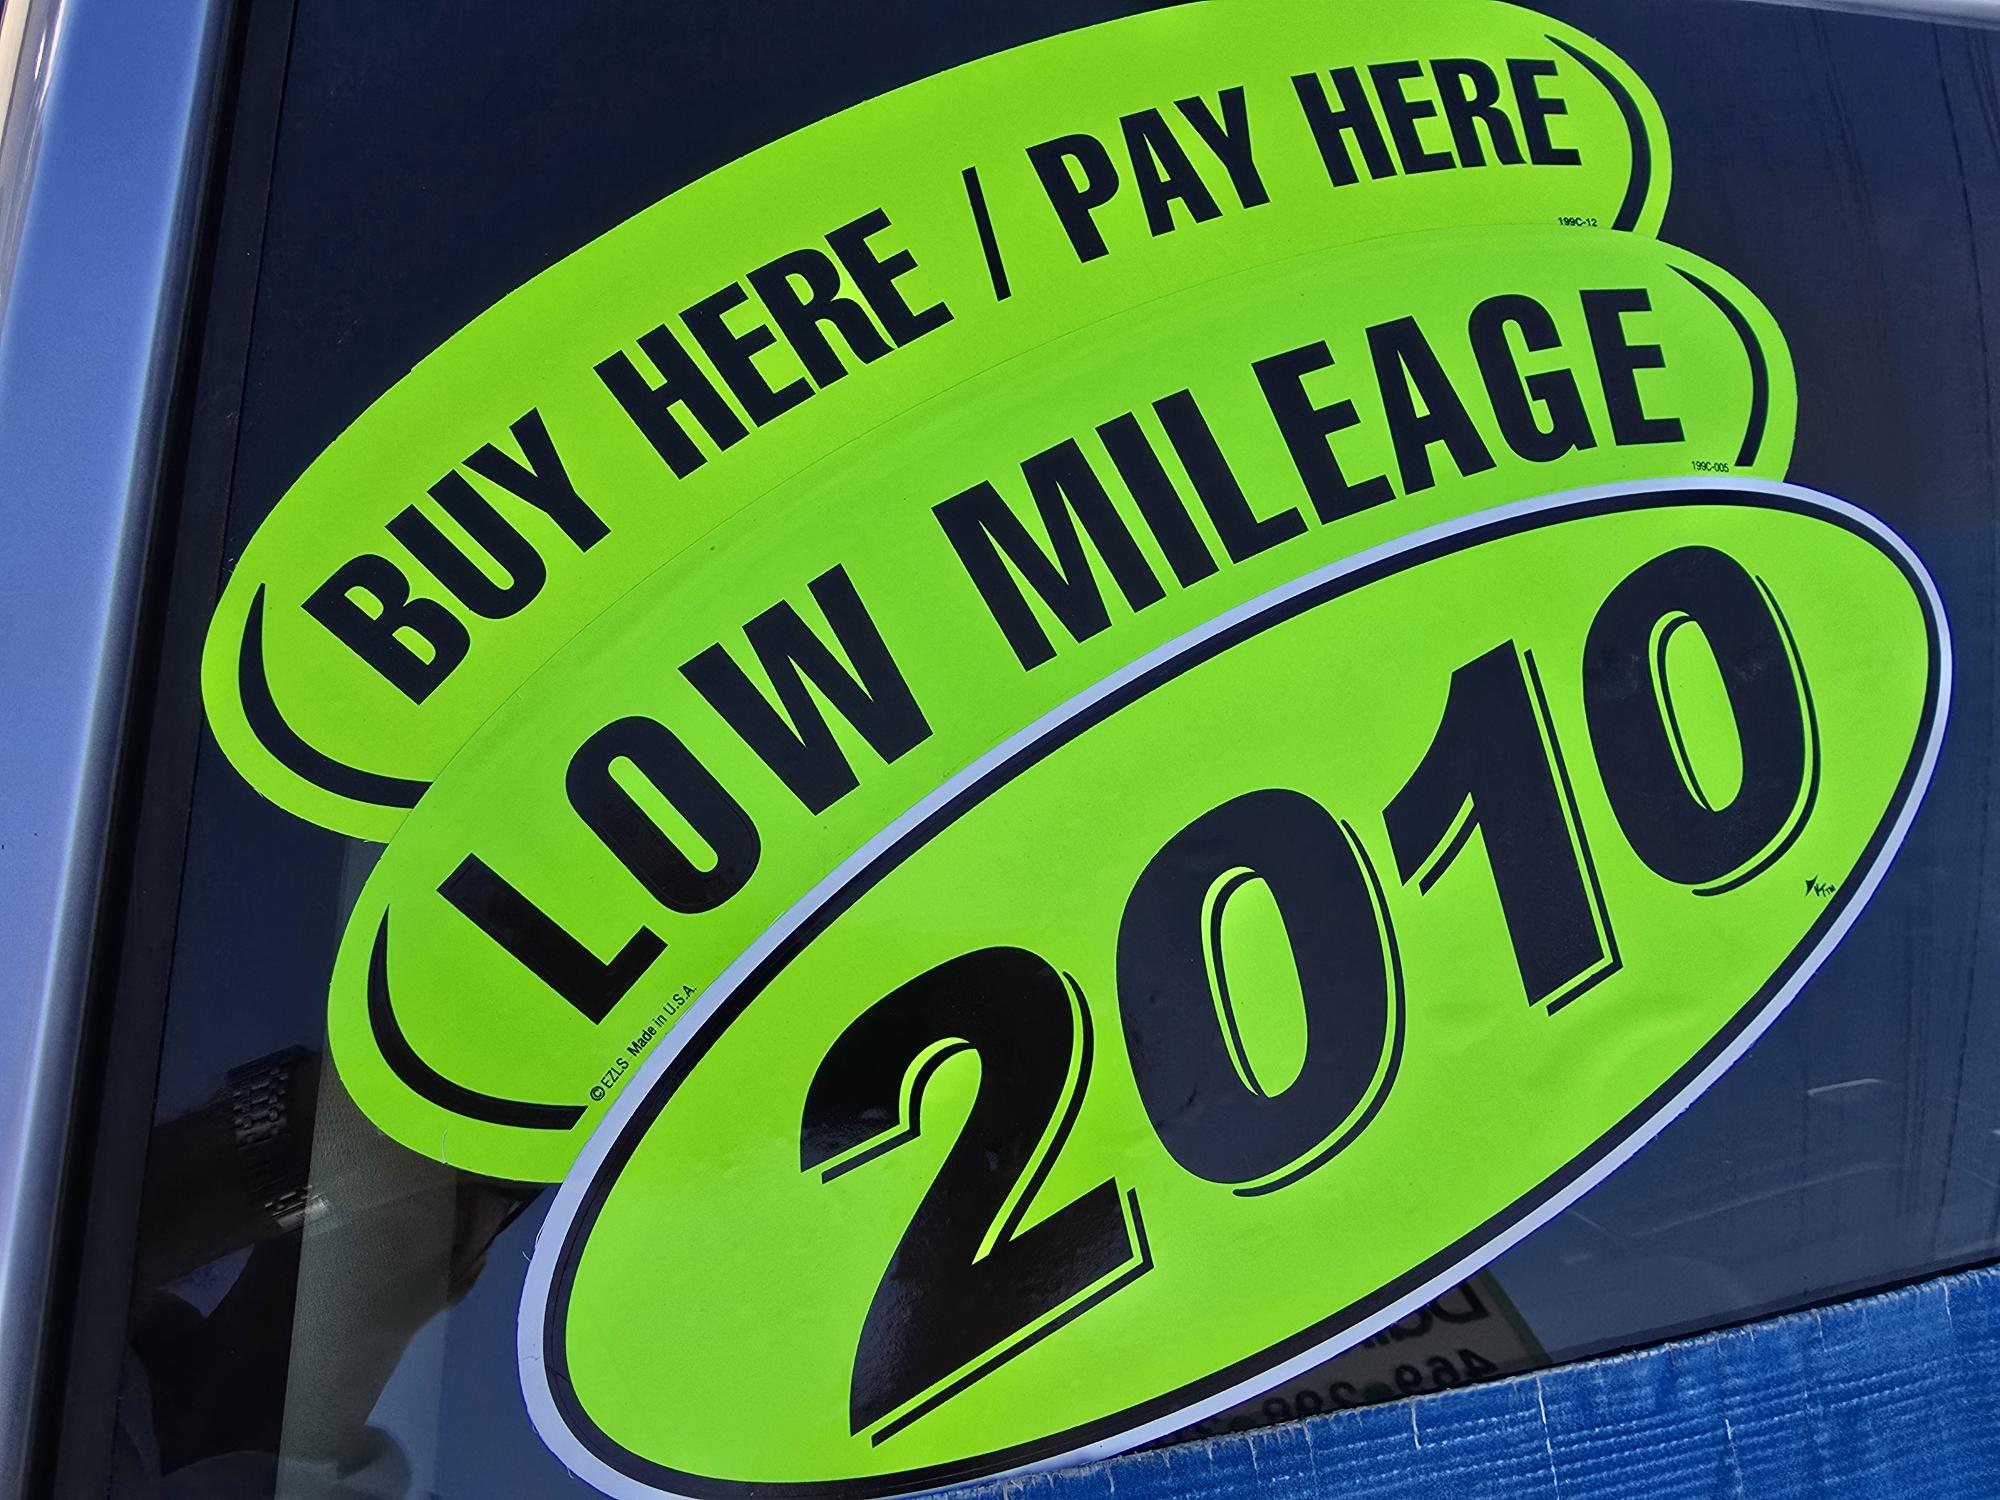 BUY HERE / PAY HERE
199C-12
LOW MILEAGE
199C-005
© EZLS Made in U.S.A.
2010